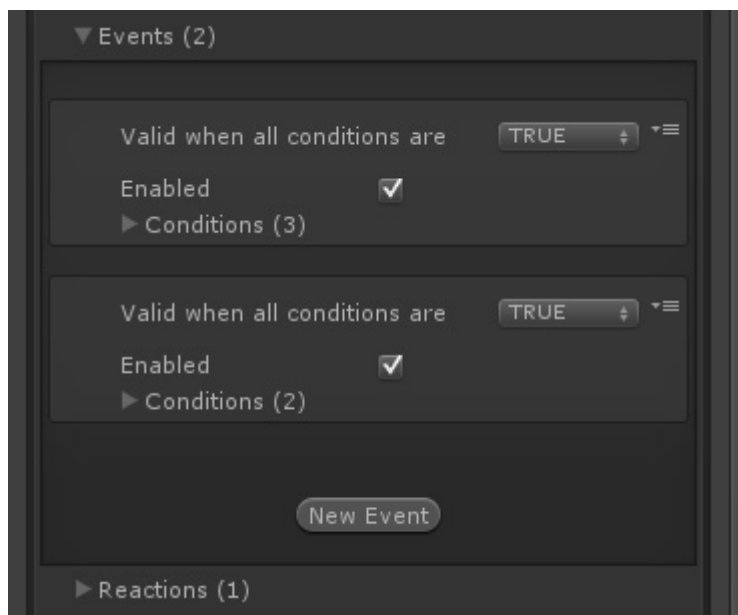 Events (2)
Valid when all conditions are TRUE
Enabled
Conditions (3)
Valid when all conditions are TRUE
Enabled
Conditions (2)
New Event
Reactions (1)